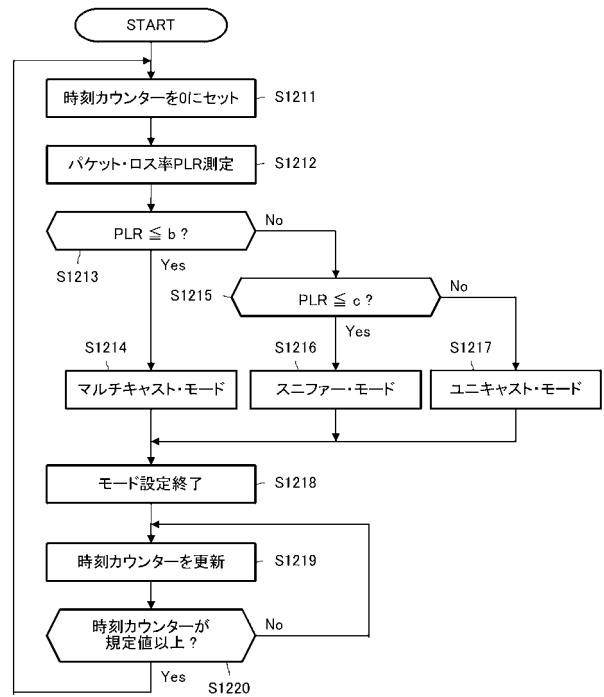 START
時刻カウンターを0にセット
S1211
パケット・ロス率PLR測定
S1212
PLR ≦ b ?
No
S1213
Yes
S1215
PLR ≦ c ?
No
Yes
S1214
S1216
S1217
マルチキャスト・モード
スニファー・モード
ユニキャスト・モード
モード設定終了
S1218
時刻カウンターを更新
S1219
時刻カウンターが
規定値以上 ?
No
Yes
S1220